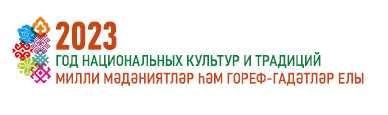 2023
ГОД НАЦИОНАЛЬНЫХ КУЛЬТУР И ТРАДИЦИЙ
МИЛЛИ МӘДӘНИЯТЛӘР ҺӘМ ГОРЕФ-ГАДӘТЛӘР ЕЛЫ